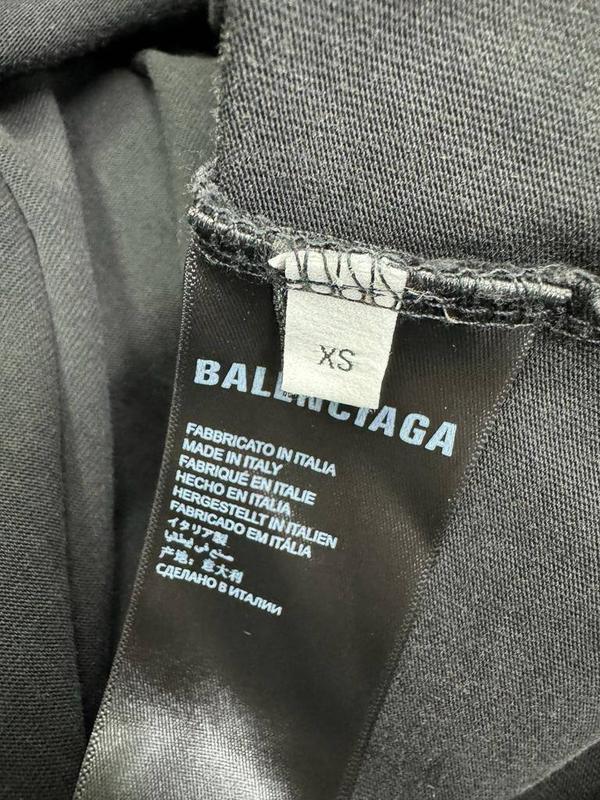 XS
BALENCIAGA
FABBRICATO IN ITALIA
MADE IN ITALY
FABRIQUÉ EN ITALIE
HECHO EN ITALIA
HERGESTELLT IN ITALIEN
FABRICADO EM ITÁLIA
イタリア製
صنع في إيطاليا
产地：意大利
СДЕЛАНО В ИТАЛИИ